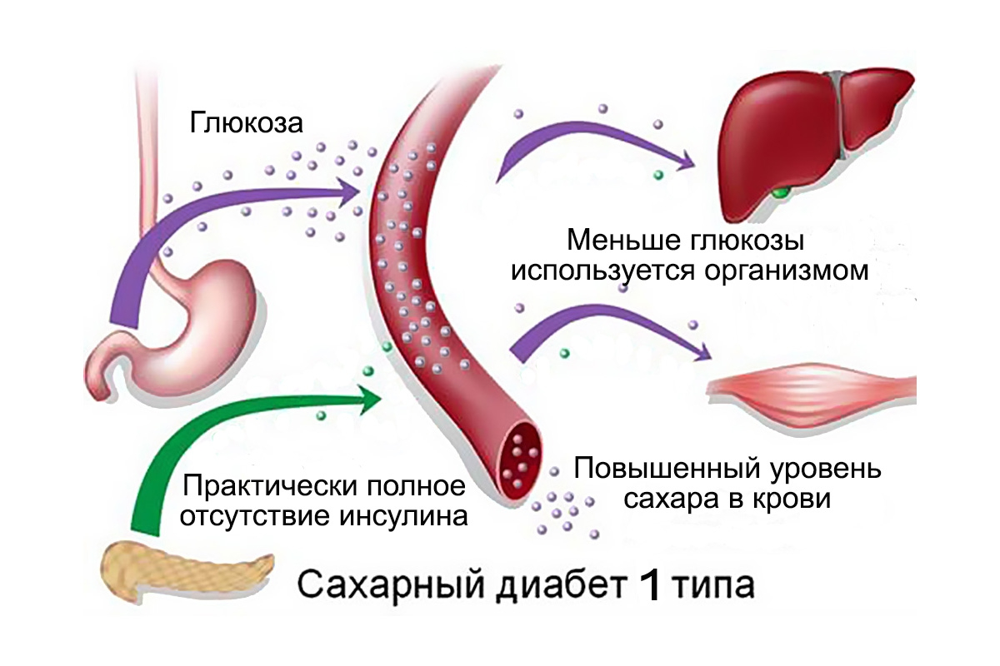 Глюкоза
Меньше глюкозы
используется организмом
Практически полное
отсутствие инсулина
Повышенный уровень
сахара в крови
Сахарный диабет 1 типа